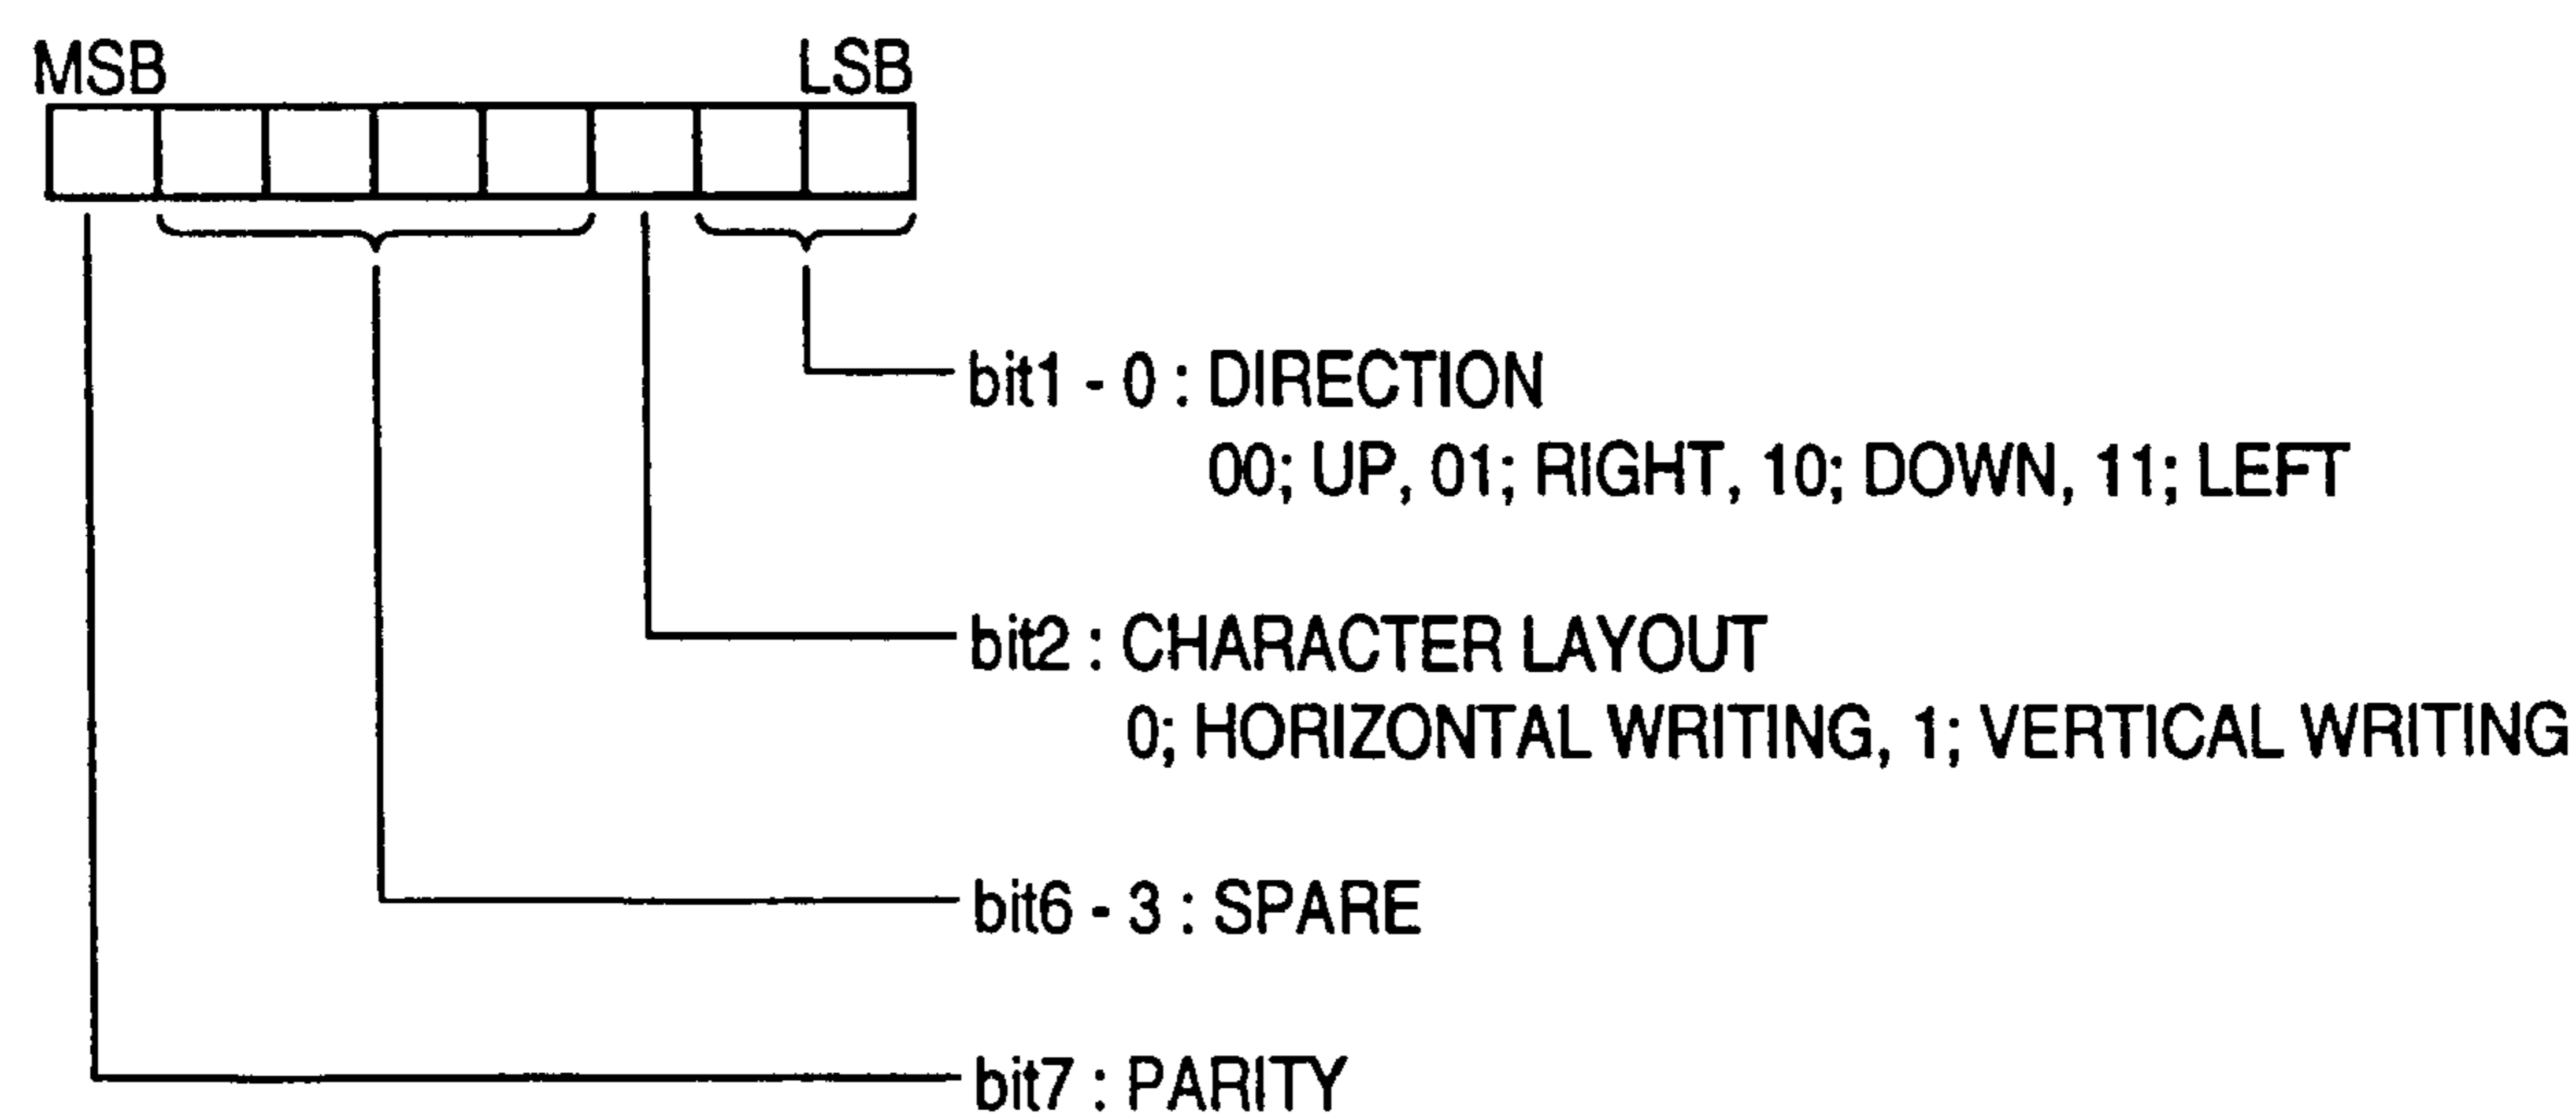 MSB LSB
bit1 - 0 : DIRECTION
00; UP, 01; RIGHT, 10; DOWN, 11; LEFT
bit2 : CHARACTER LAYOUT
0; HORIZONTAL WRITING, 1; VERTICAL WRITING
bit6 - 3 : SPARE
bit7 : PARITY